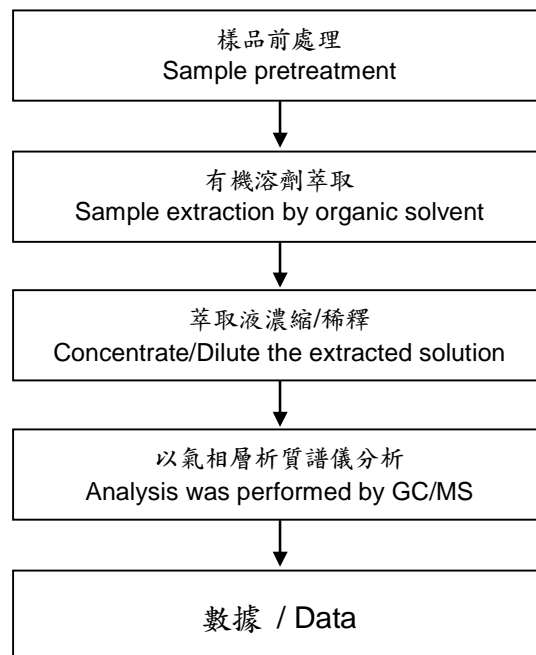 樣品前處理
Sample pretreatment
有機溶劑萃取
Sample extraction by organic solvent
萃取液濃縮/稀釋
Concentrate/Dilute the extracted solution
以氣相層析質譜儀分析
Analysis was performed by GC/MS
數據 / Data